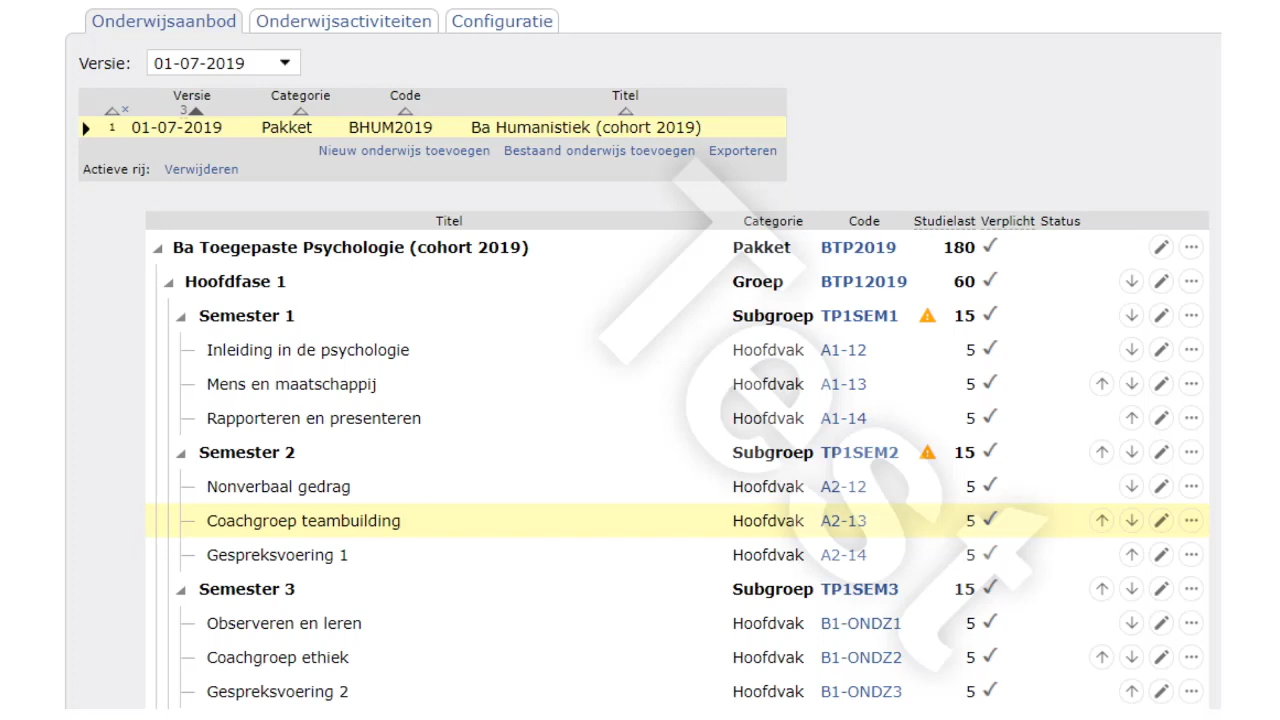 Onderwijsaanbod Onderwijsactiviteiten Configuratie
Versie: 01-07-2019
Versie Categorie Code Titel
× 3
1 01-07-2019 Pakket BHUM2019 Ba Humanistiek (cohort 2019)
Nieuw onderwijs toevoegen Bestaand onderwijs toevoegen Exporteren
Actieve rij: Verwijderen
Titel Categorie Code Studielast Verplicht Status
Ba Toegepaste Psychologie (cohort 2019) Pakket BTP2019 180
Hoofdfase 1 Groep BTP12019 60
Semester 1 Subgroep TP1SEM1 15
Inleiding in de psychologie Hoofdvak A1-12 5
Mens en maatschappij Hoofdvak A1-13 5
Rapporteren en presenteren Hoofdvak A1-14 5
Semester 2 Subgroep TP1SEM2 15
Nonverbaal gedrag Hoofdvak A2-12 5
Coachgroep teambuilding Hoofdvak A2-13 5
Gespreksvoering 1 Hoofdvak A2-14 5
Semester 3 Subgroep TP1SEM3 15
Observeren en leren Hoofdvak B1-ONDZ1 5
Coachgroep ethiek Hoofdvak B1-ONDZ2 5
Gespreksvoering 2 Hoofdvak B1-ONDZ3 5
Test